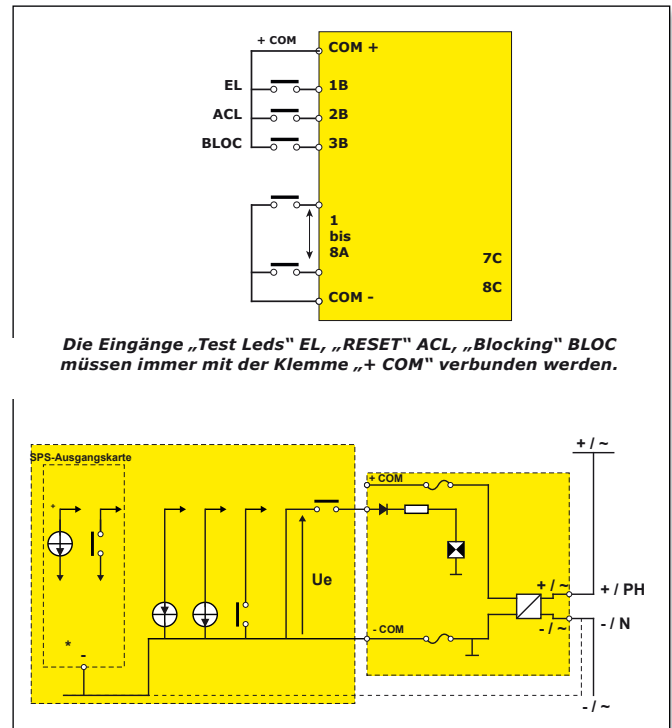 + COM
COM +
EL
1B
ACL
2B
BLOC
3B
1
bis
8A
7C
8C
COM -
Die Eingänge „Test Leds“ EL, „RESET“ ACL, „Blocking“ BLOC
müssen immer mit der Klemme „+ COM“ verbunden werden.
+ / ~
SPS-Ausgangskarte
+ COM
*
Ue
+ / ~
+ / PH
- COM
- / ~
- / N
*
-
- / ~